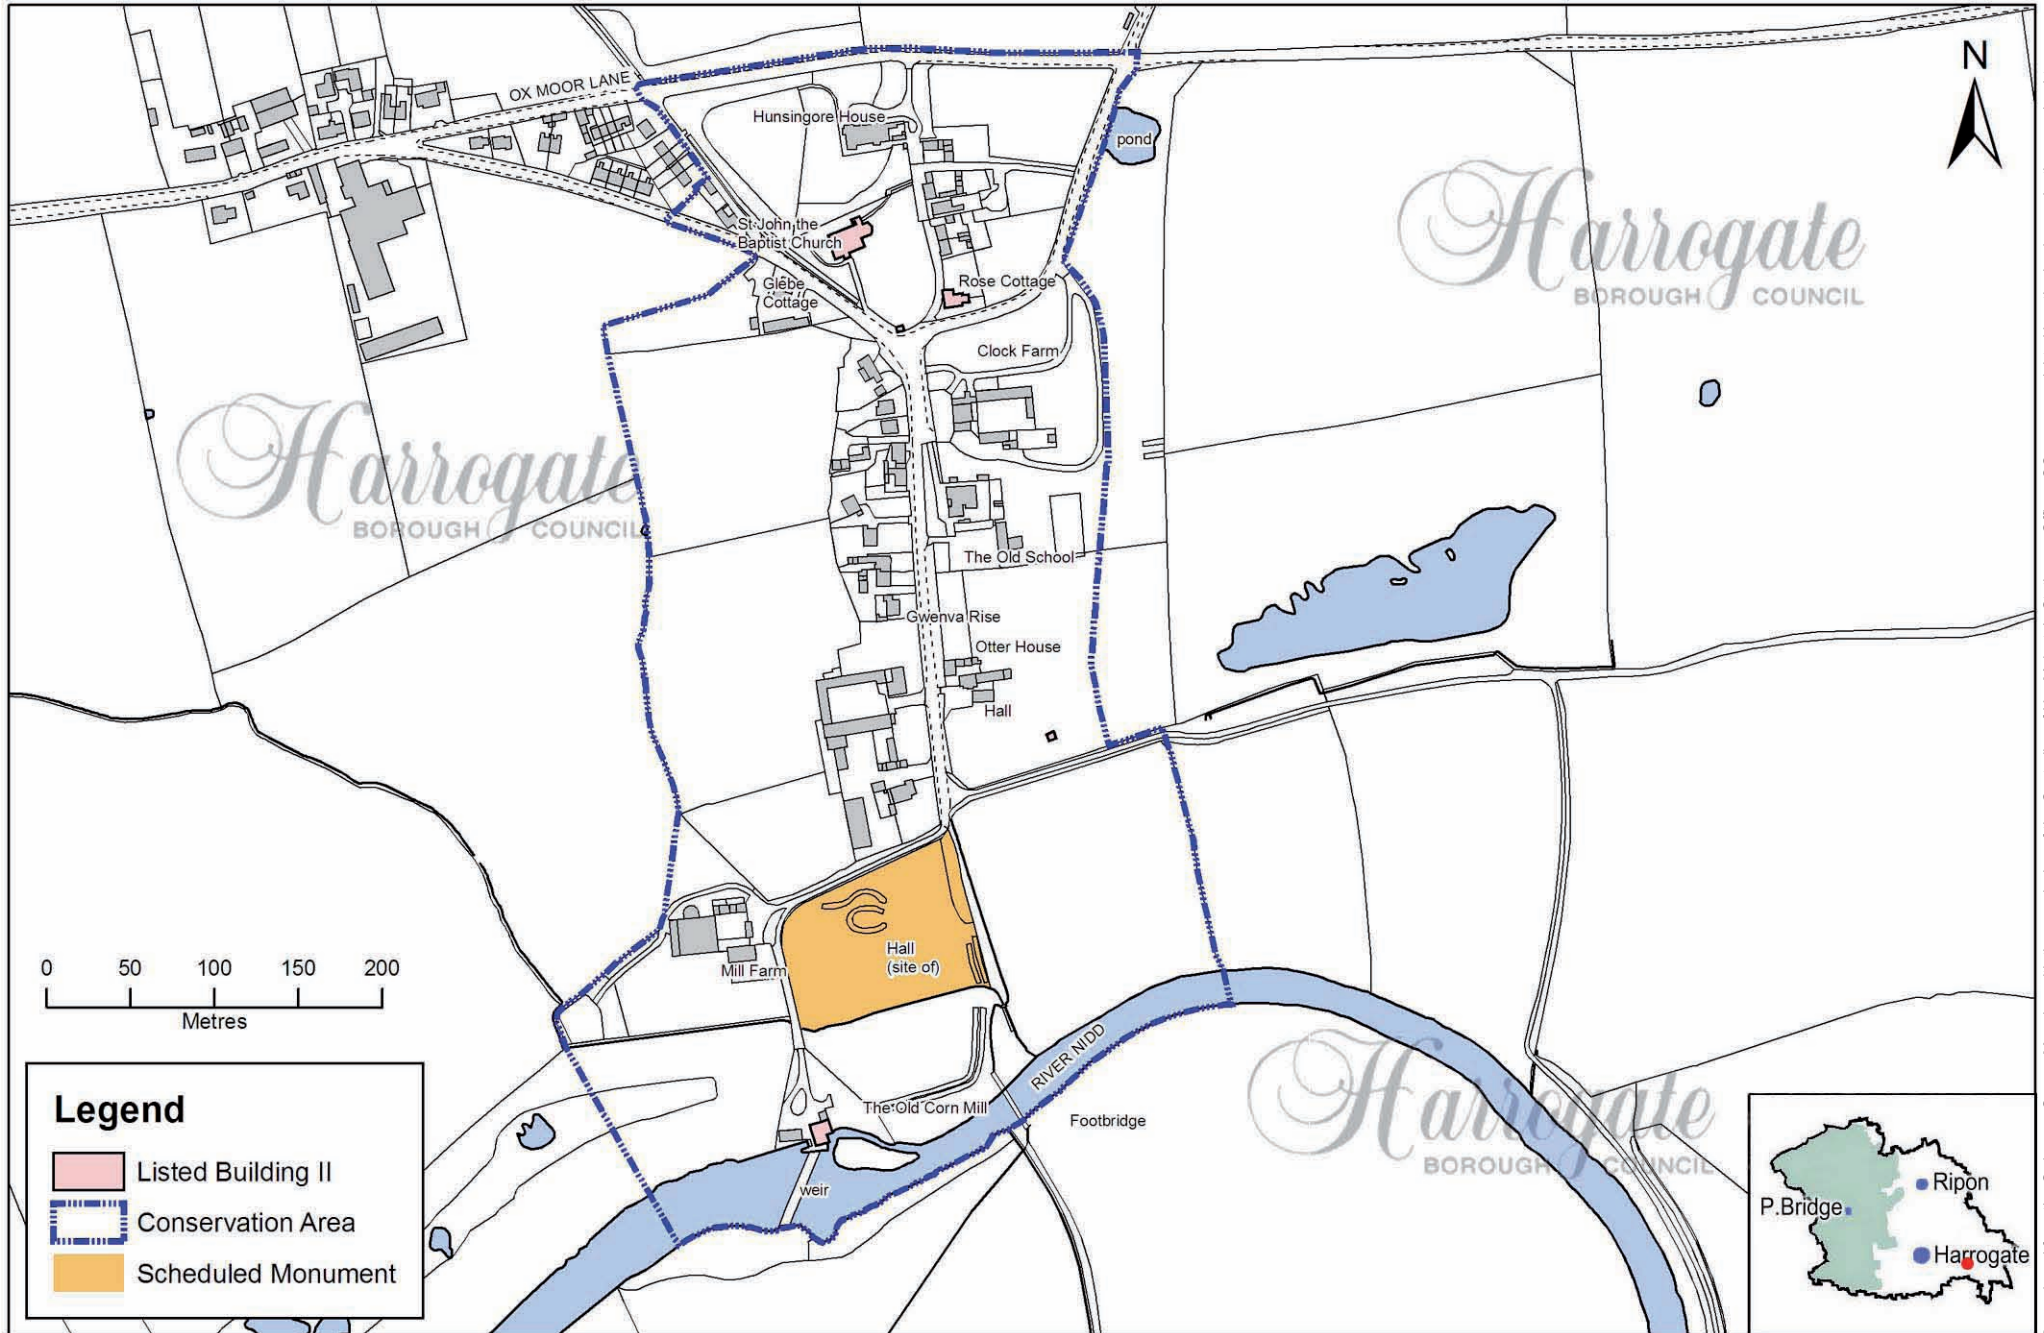 N
OX MOOR LANE
Hunsingore House
pond
Harrogate
BOROUGH COUNCIL
St John the
Baptist Church
Glebe
Cottage
Rose Cottage
Clock Farm
Harrogate
BOROUGH COUNCIL
The Old School
Gwenva Rise
Otter House
Hall
Hall
(site of)
Mill Farm
0 50 100 150 200
Metres
RIVER NIDD
The Old Corn Mill
Footbridge
weir
Harrogate
BOROUGH COUNCIL
Legend
Listed Building II
Conservation Area
Scheduled Monument
Ripon
P.Bridge
Harrogate